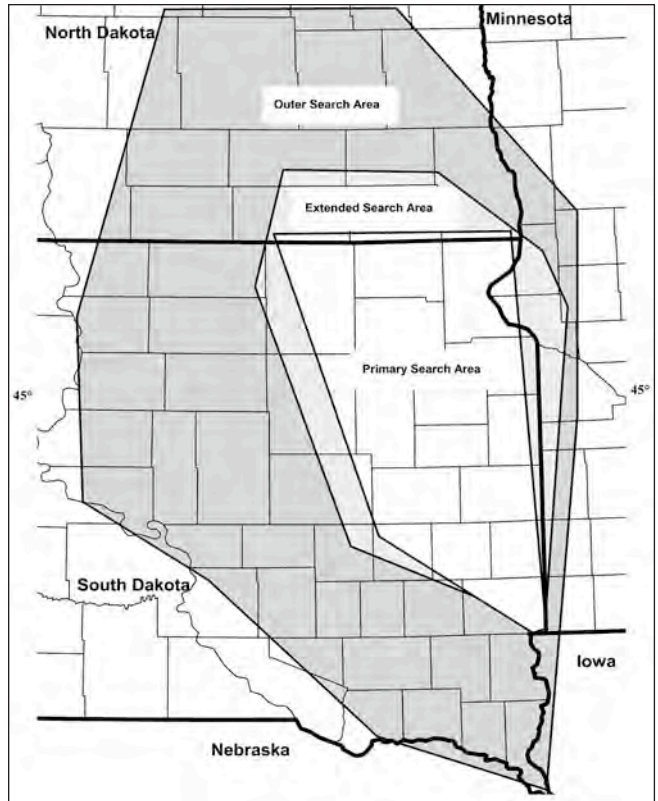 Minnesota
North Dakota
Outer Search Area
Extended Search Area
Primary Search Area
45°
45°
South Dakota
Iowa
Nebraska